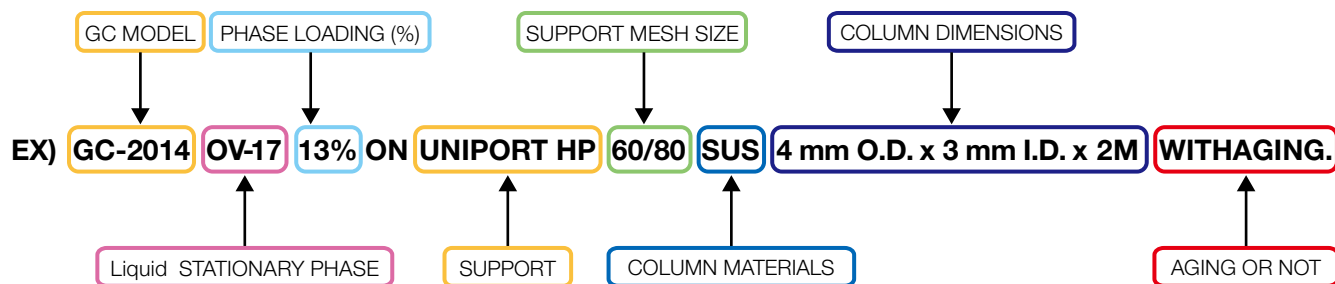 GC MODEL PHASE LOADING (%) SUPPORT MESH SIZE COLUMN DIMENSIONS
EX) GC-2014 OV-17 13% ON UNIPORT HP 60/80 SUS 4 mm O.D. x 3 mm I.D. x 2M WITHAGING.
Liquid STATIONARY PHASE SUPPORT COLUMN MATERIALS AGING OR NOT